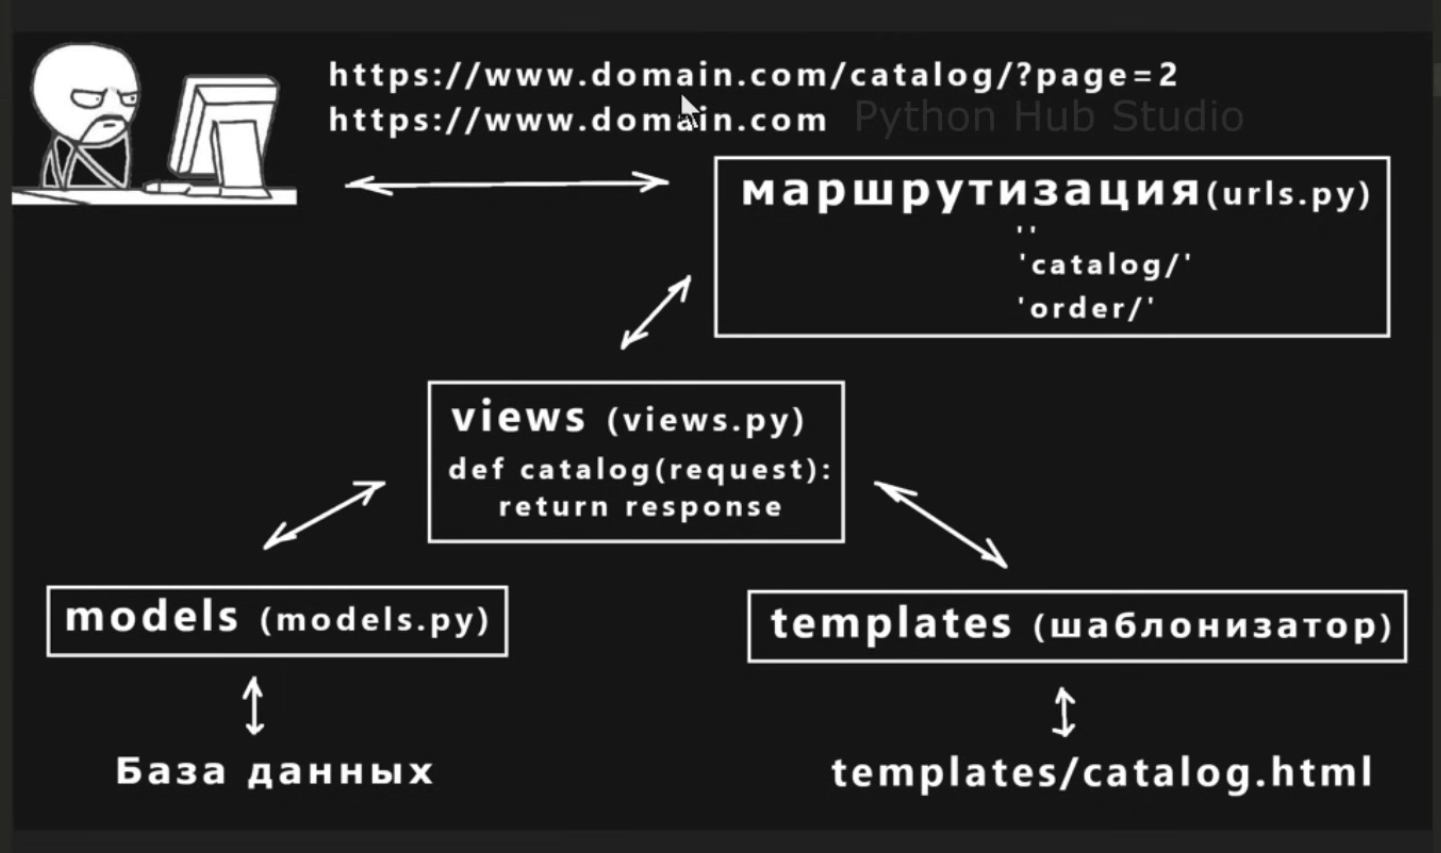 https://www.domain.com/catalog/?page=2
https://www.domain.com
Python Hub Studio
маршрутизация(urls.py)
''
'catalog/'
'order/'
views (views.py)
def catalog(request):
return response
models (models.py)
templates (шаблонизатор)
База данных
templates/catalog.html